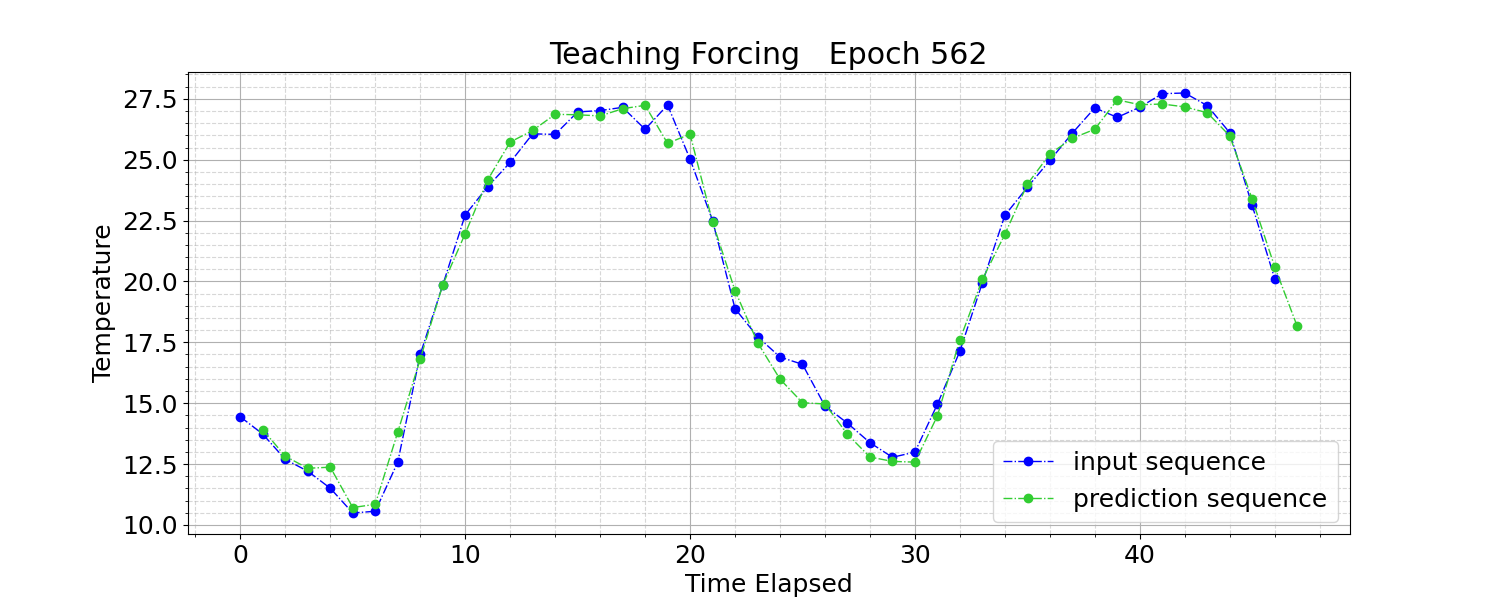 Teaching Forcing   Epoch 562
27.5
25.0
22.5
20.0
17.5
15.0
12.5
10.0
Temperature
0 10 20 30 40
Time Elapsed
input sequence
prediction sequence